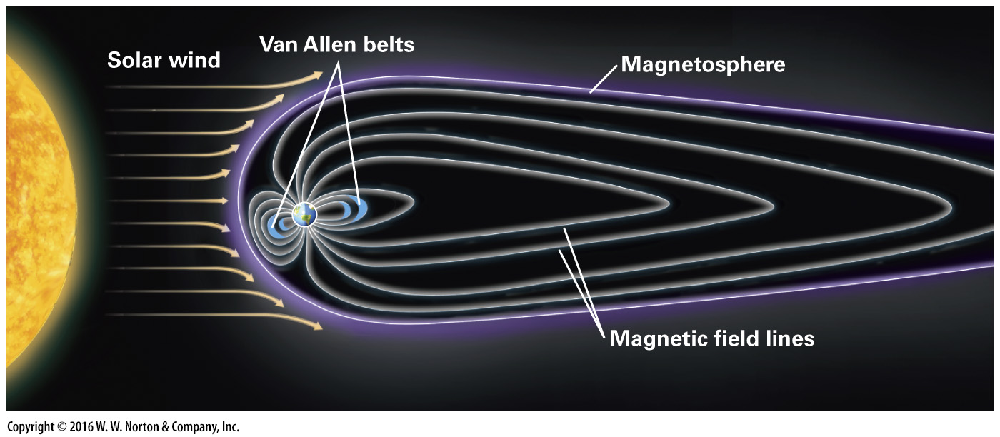 Solar wind
Van Allen belts
Magnetosphere
Magnetic field lines
Copyright © 2016 W. W. Norton & Company, Inc.